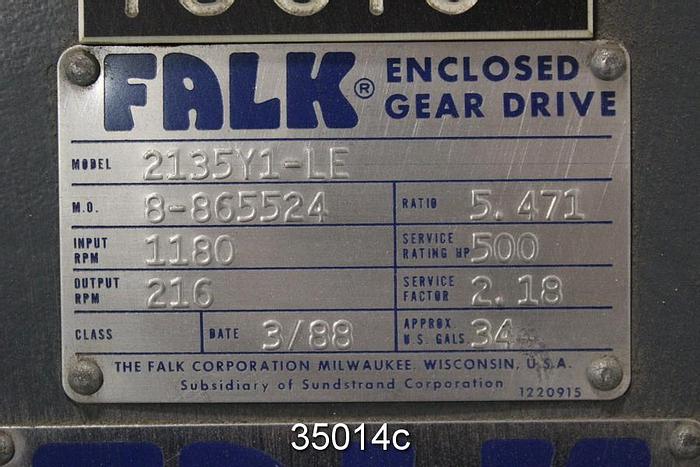 FALK® ENCLOSED
GEAR DRIVE
MODEL 2135Y1-LE
M.O. 8-865524 RATIO 5.471
INPUT RPM 1180 SERVICE RATING HP 500
OUTPUT RPM 216 SERVICE FACTOR 2.18
CLASS DATE 3/88 APPROX U.S. GALS 34
THE FALK CORPORATION MILWAUKEE, WISCONSIN, U.S.A.
Subsidiary of Sundstrand Corporation 1220915
35014c